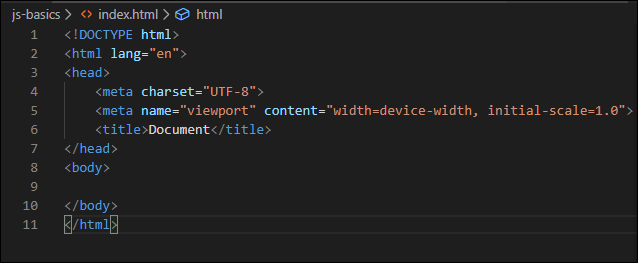 js-basics > index.html > html
1 <!DOCTYPE html>
2 <html lang="en">
3 <head>
4     <meta charset="UTF-8">
5     <meta name="viewport" content="width=device-width, initial-scale=1.0">
6     <title>Document</title>
7 </head>
8 <body>
9
10 </body>
11 </html>